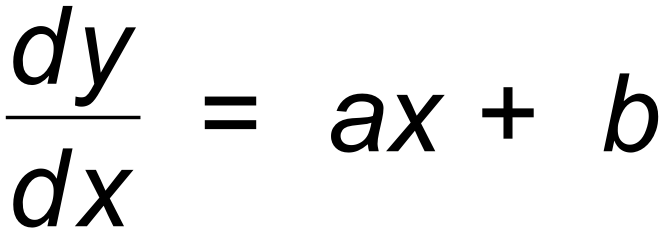 dy/dx = ax + b